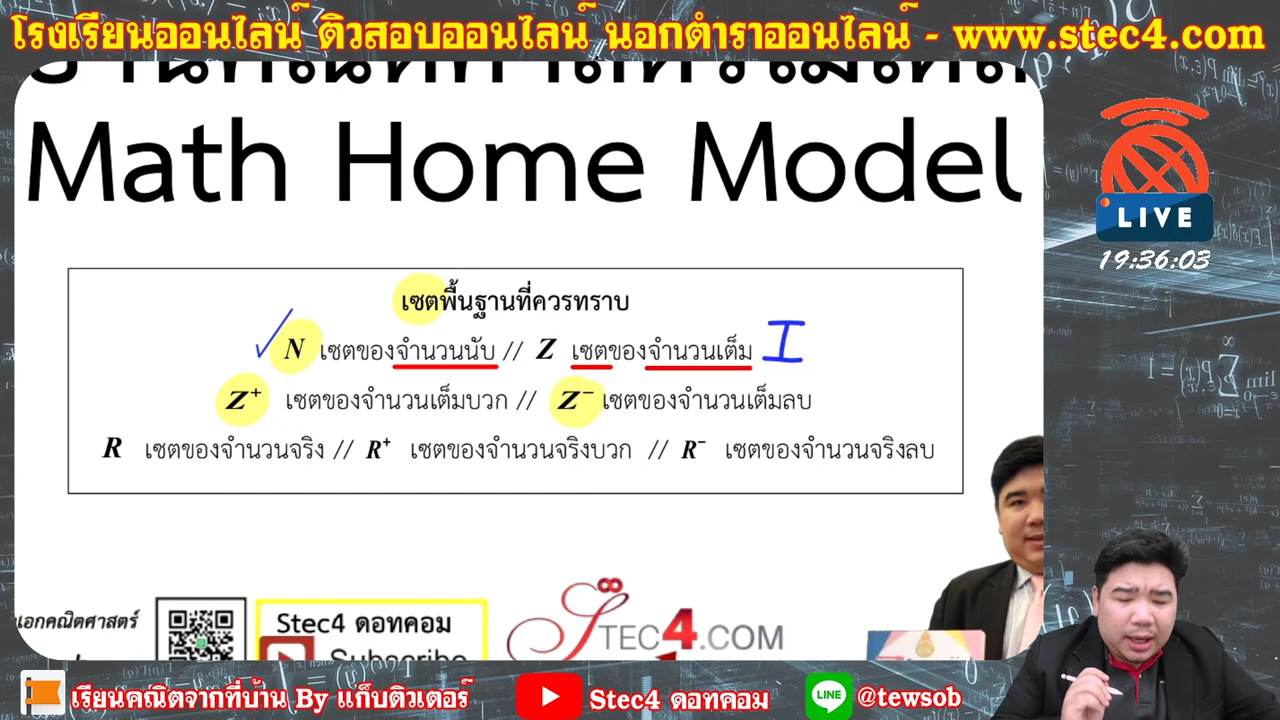 โรงเรียนออนไลน์ ติวสอบออนไลน์ นอกตำราออนไลน์ - www.stec4.com
Math Home Model
LIVE
19:36:03
เซตพื้นฐานที่ควรทราบ
N เซตของจำนวนนับ // Z เซตของจำนวนเต็ม I
Z⁺ เซตของจำนวนเต็มบวก // Z⁻ เซตของจำนวนเต็มลบ
R เซตของจำนวนจริง // R⁺ เซตของจำนวนจริงบวก // R⁻ เซตของจำนวนจริงลบ
เอกคณิตศาสตร์
Stec4 ดอทคอม
Subscribe
STEC4.COM
เรียนคณิตจากที่บ้าน By แก็บติวเตอร์
Stec4 ดอทคอม
LINE
@tewsob